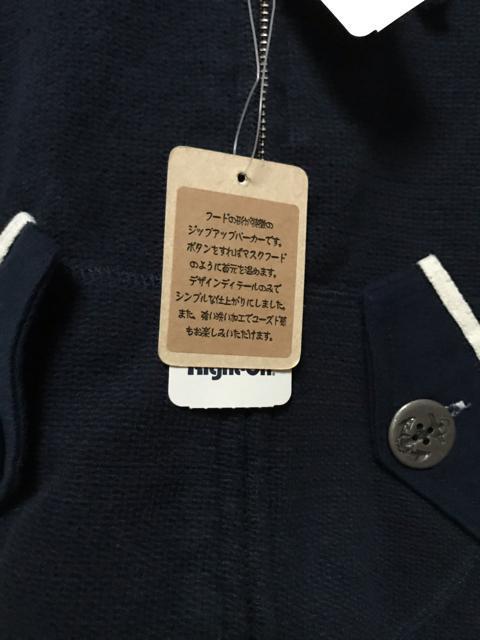 フードの形が特徴の
ジップアップパーカーです。
ボタンをすればマスクフード
のように首元を温めます。
デザインディテールのみで
シンプルな仕上がりにしました。
また、強い洗い加工でユーズド感
もお楽しみいただけます。
Right-on